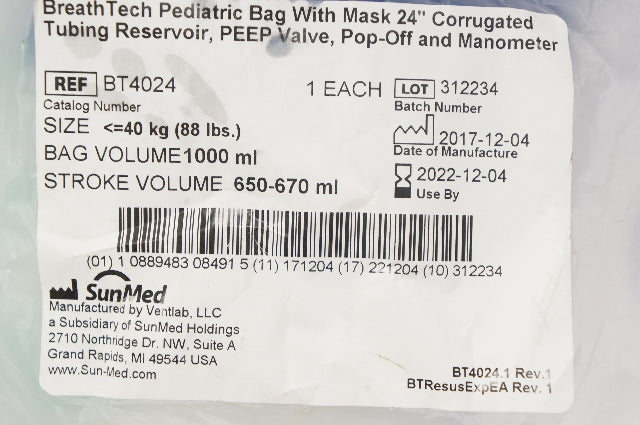 BreathTech Pediatric Bag With Mask 24" Corrugated
Tubing Reservoir, PEEP Valve, Pop-Off and Manometer
REF BT4024 1 EACH LOT 312234
Catalog Number Batch Number
SIZE <=40 kg (88 lbs.) 2017-12-04
Date of Manufacture
BAG VOLUME 1000 ml
2022-12-04
STROKE VOLUME 650-670 ml Use By
(01) 1 0889483 08491 5 (11) 171204 (17) 221204 (10) 312234
SunMed
Manufactured by Ventlab, LLC
a Subsidiary of SunMed Holdings
2710 Northridge Dr. NW, Suite A
Grand Rapids, MI 49544 USA
www.Sun-Med.com
BT4024.1 Rev.1
BTResusExpEA Rev. 1